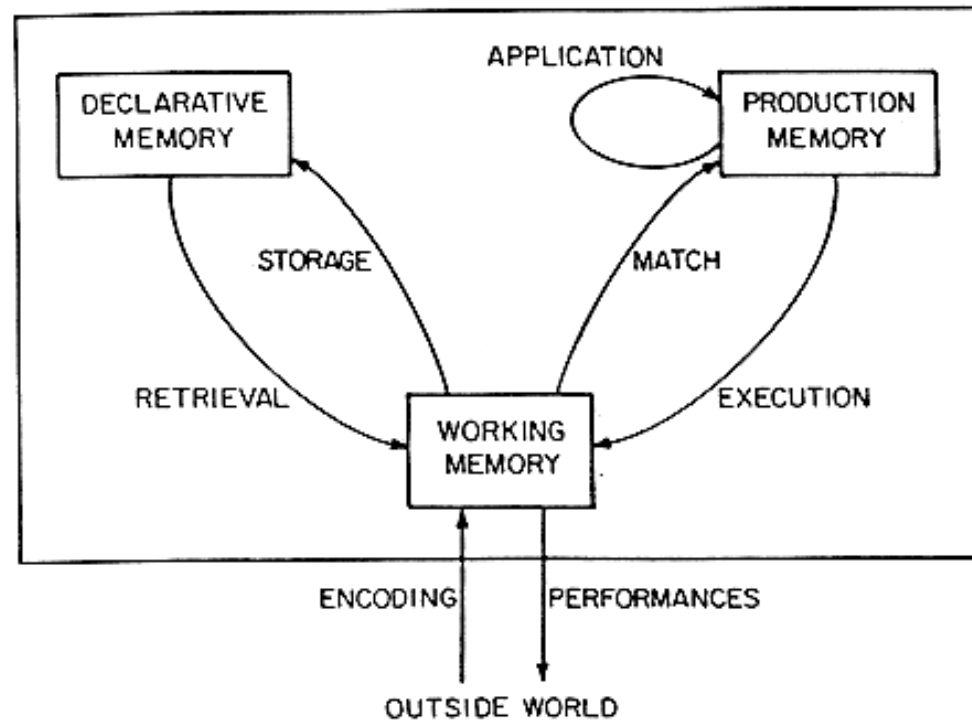 APPLICATION
DECLARATIVE
MEMORY
PRODUCTION
MEMORY
STORAGE
MATCH
RETRIEVAL
EXECUTION
WORKING
MEMORY
ENCODING
PERFORMANCES
OUTSIDE WORLD